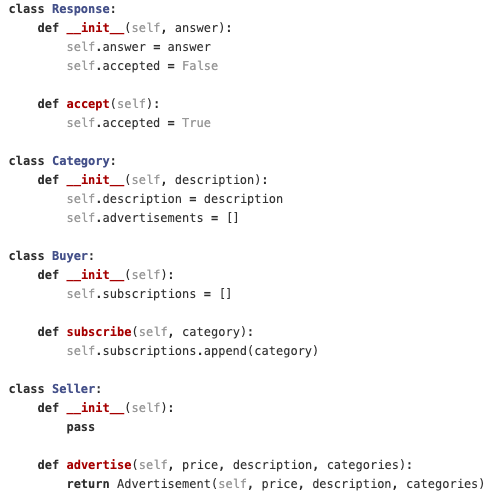 class Response:
    def __init__(self, answer):
        self.answer = answer
        self.accepted = False

    def accept(self):
        self.accepted = True

class Category:
    def __init__(self, description):
        self.description = description
        self.advertisements = []

class Buyer:
    def __init__(self):
        self.subscriptions = []

    def subscribe(self, category):
        self.subscriptions.append(category)

class Seller:
    def __init__(self):
        pass

    def advertise(self, price, description, categories):
        return Advertisement(self, price, description, categories)